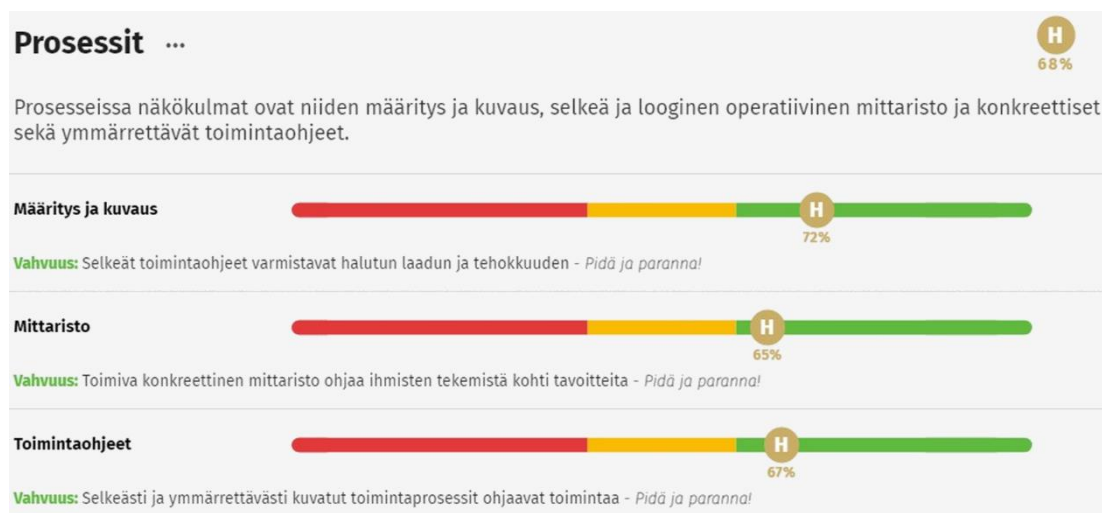 Prosessit ...
H
68%
Prosesseissa näkökulmat ovat niiden määritys ja kuvaus, selkeä ja looginen operatiivinen mittaristo ja konkreettiset
sekä ymmärrettävät toimintaohjeet.
Määritys ja kuvaus
H
72%
Vahvuus: Selkeät toimintaohjeet varmistavat halutun laadun ja tehokkuuden - Pidä ja paranna!
Mittaristo
H
65%
Vahvuus: Toimiva konkreettinen mittaristo ohjaa ihmisten tekemistä kohti tavoitteita - Pidä ja paranna!
Toimintaohjeet
H
67%
Vahvuus: Selkeästi ja ymmärrettävästi kuvatut toimintaprosessit ohjaavat toimintaa - Pidä ja paranna!